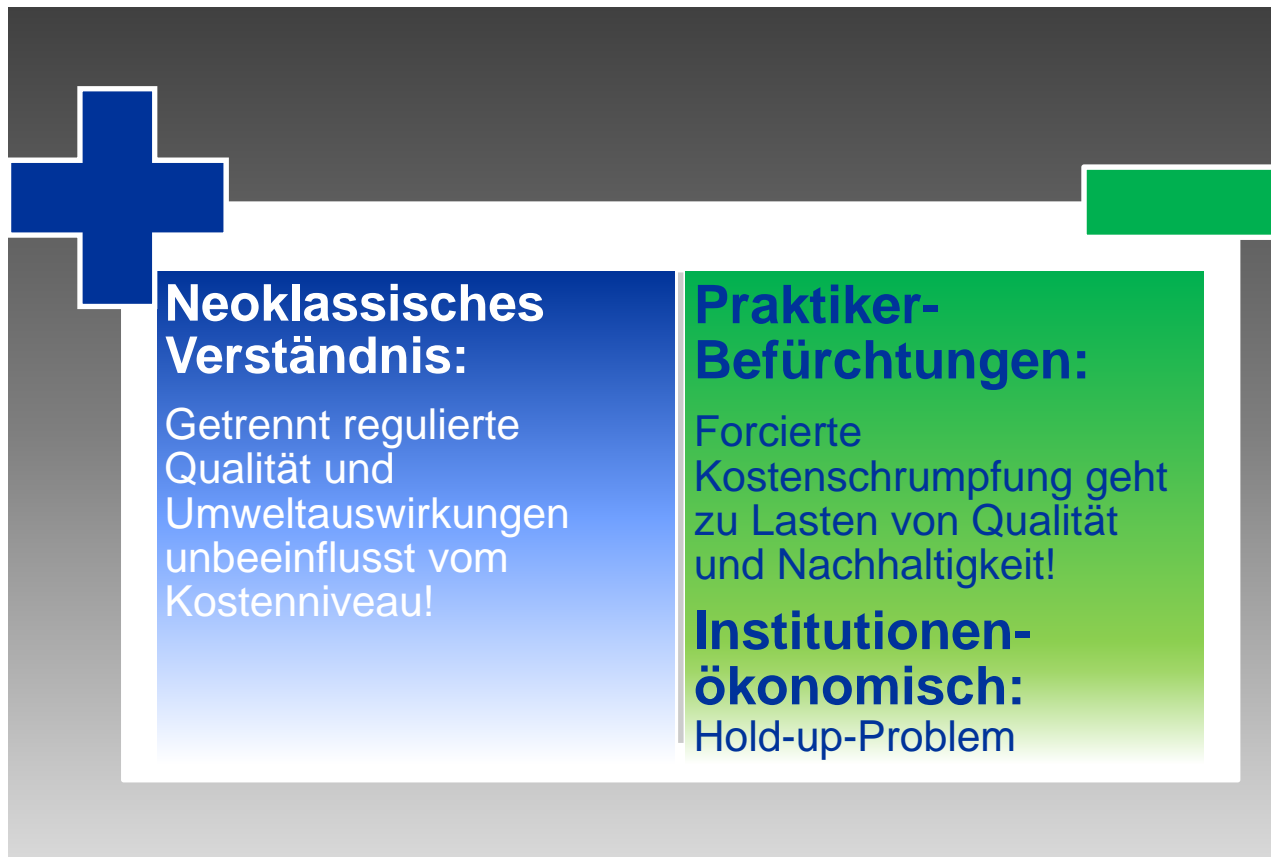 Neoklassisches
Verständnis:
Getrennt regulierte
Qualität und
Umweltauswirkungen
unbeeinflusst vom
Kostenniveau!
Praktiker-
Befürchtungen:
Forcierte
Kostenschrumpfung geht
zu Lasten von Qualität
und Nachhaltigkeit!
Institutionen-
ökonomisch:
Hold-up-Problem